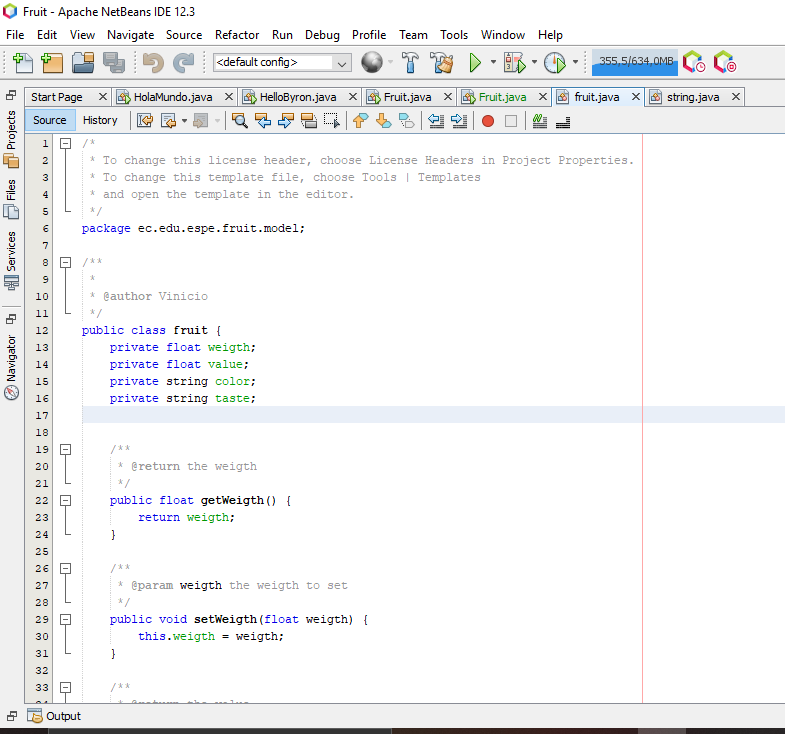 Fruit - Apache NetBeans IDE 12.3
File Edit View Navigate Source Refactor Run Debug Profile Team Tools Window Help
<default config> 355,5/634,0MB
Start Page HolaMundo.java HelloByron.java Fruit.java Fruit.java fruit.java string.java
Source History
Projects
Files
Services
Navigator
1 /*
2 * To change this license header, choose License Headers in Project Properties.
3 * To change this template file, choose Tools | Templates
4 * and open the template in the editor.
5 */
6 package ec.edu.espe.fruit.model;
7
8 /**
9 *
10 * @author Vinicio
11 */
12 public class fruit {
13 private float weigth;
14 private float value;
15 private string color;
16 private string taste;
17
18
19 /**
20 * @return the weigth
21 */
22 public float getWeigth() {
23 return weigth;
24 }
25
26 /**
27 * @param weigth the weigth to set
28 */
29 public void setWeigth(float weigth) {
30 this.weigth = weigth;
31 }
32
33 /**
Output